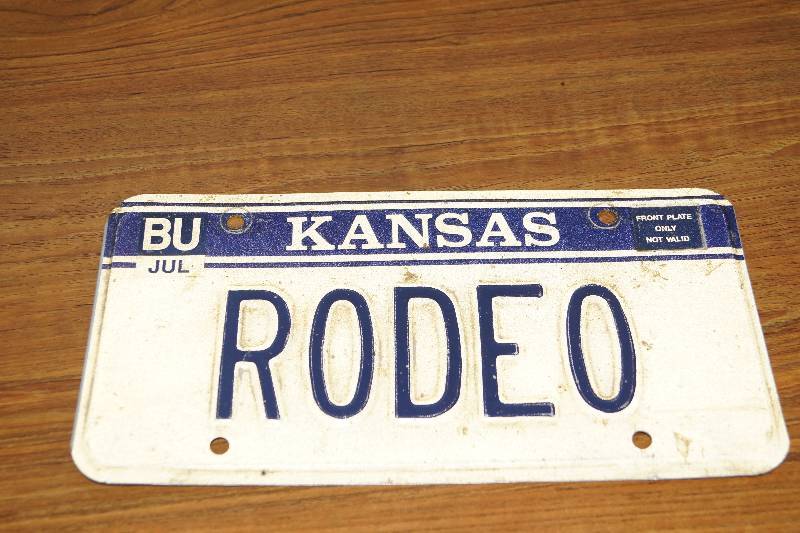 BU
JUL
KANSAS
FRONT PLATE
ONLY
NOT VALID
RODEO